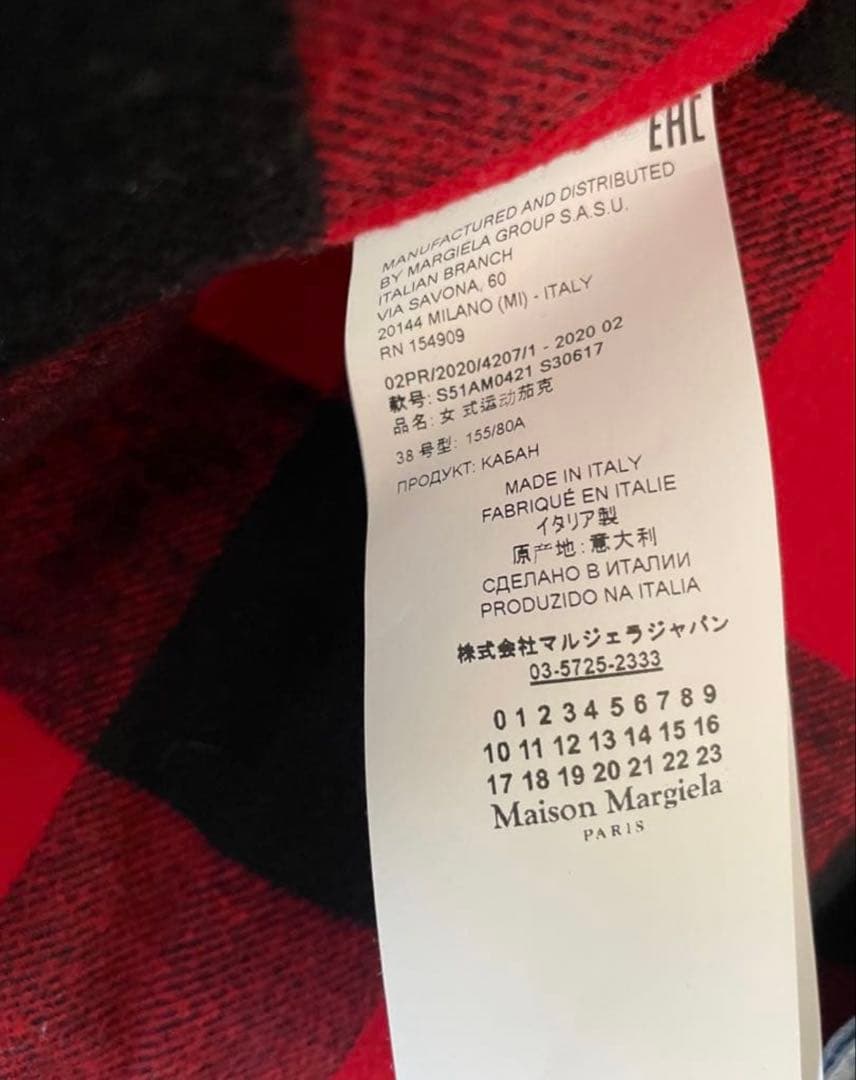 EAC
MANUFACTURED AND DISTRIBUTED
BY MARGIELA GROUP S.A.S.U.
ITALIAN BRANCH
VIA SAVONA, 60
20144 MILANO (MI) - ITALY
RN 154909
02PR/2020/4207/1 - 2020 02
款号: S51AM0421 S30617
品名: 女 式运动茄克
38 号型: 155/80A
ПРОДУКТ: КАБАН
MADE IN ITALY
FABRIQUÉ EN ITALIE
イタリア製
原产地: 意大利
СДЕЛАНО В ИТАЛИИ
PRODUZIDO NA ITALIA
株式会社マルジェラジャパン
03-5725-2333
0 1 2 3 4 5 6 7 8 9
10 11 12 13 14 15 16
17 18 19 20 21 22 23
Maison Margiela
PARIS